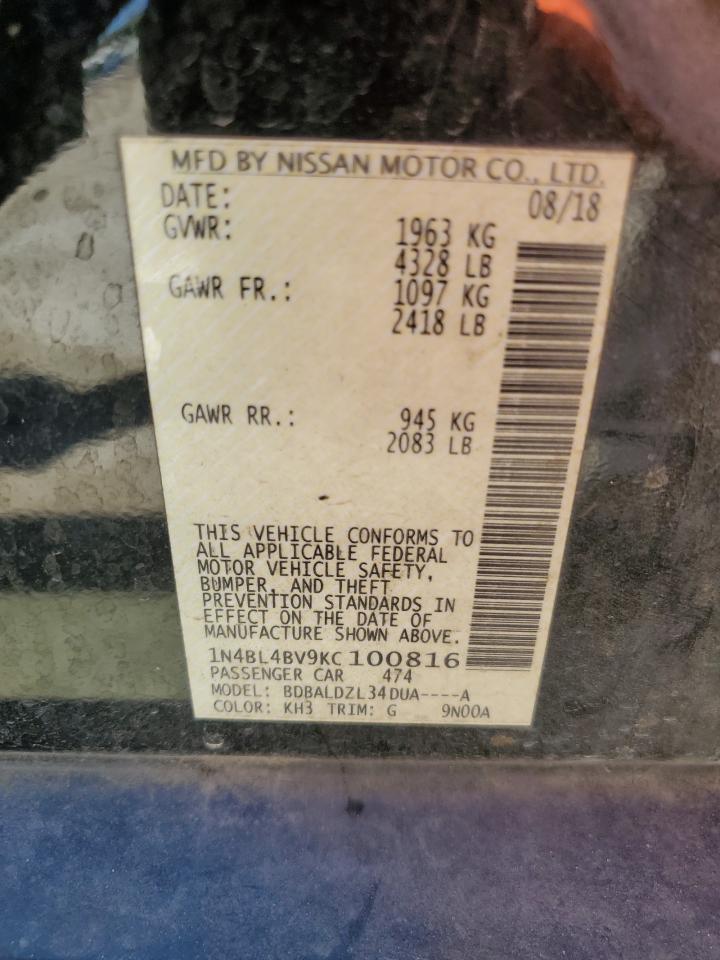 MFD BY NISSAN MOTOR CO., LTD.
DATE: 08/18
GVWR: 1963 KG
4328 LB
GAWR FR.: 1097 KG
2418 LB
GAWR RR.: 945 KG
2083 LB
THIS VEHICLE CONFORMS TO
ALL APPLICABLE FEDERAL
MOTOR VEHICLE SAFETY,
BUMPER, AND THEFT
PREVENTION STANDARDS IN
EFFECT ON THE DATE OF
MANUFACTURE SHOWN ABOVE.
1N4BL4BV9KC100816
PASSENGER CAR 474
MODEL: BDBALDZL34DUA----A
COLOR: KH3 TRIM: G 9N00A